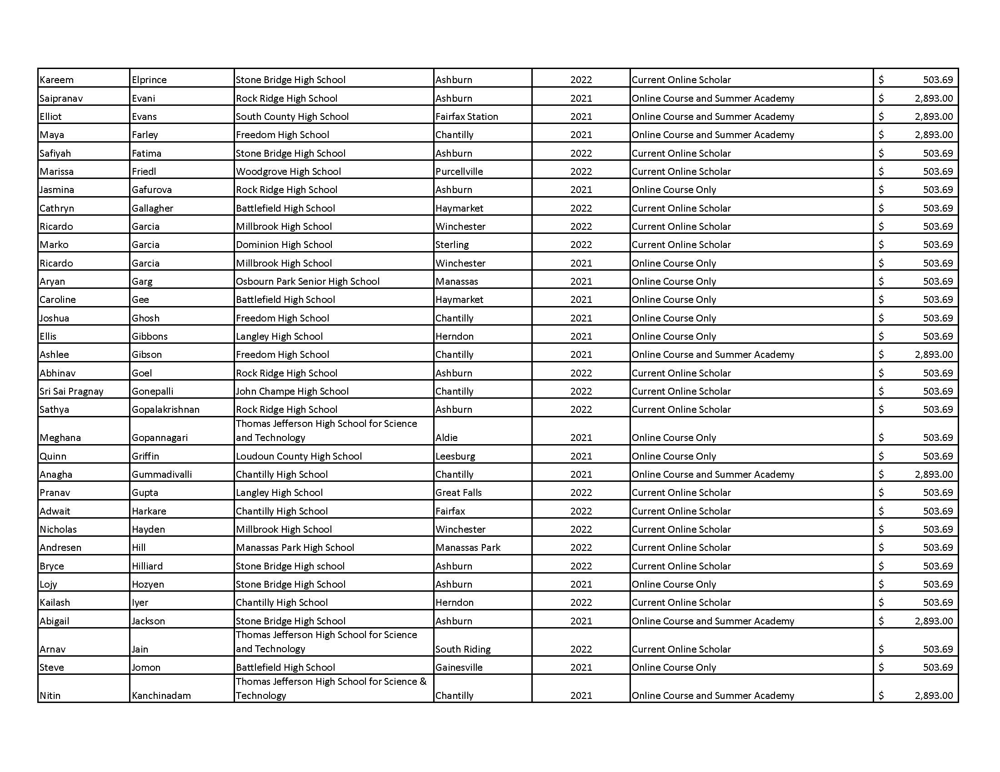 Kareem Elprince Stone Bridge High School Ashburn 2022 Current Online Scholar $ 503.69
Saipranav Evani Rock Ridge High School Ashburn 2021 Online Course and Summer Academy $ 2,893.00
Elliot Evans South County High School Fairfax Station 2021 Online Course and Summer Academy $ 2,893.00
Maya Farley Freedom High School Chantilly 2021 Online Course and Summer Academy $ 2,893.00
Safiyah Fatima Stone Bridge High School Ashburn 2022 Current Online Scholar $ 503.69
Marissa Friedl Woodgrove High School Purcellville 2022 Current Online Scholar $ 503.69
Jasmina Gafurova Rock Ridge High School Ashburn 2021 Online Course Only $ 503.69
Cathryn Gallagher Battlefield High School Haymarket 2022 Current Online Scholar $ 503.69
Ricardo Garcia Millbrook High School Winchester 2022 Current Online Scholar $ 503.69
Marko Garcia Dominion High School Sterling 2022 Current Online Scholar $ 503.69
Ricardo Garcia Millbrook High School Winchester 2021 Online Course Only $ 503.69
Aryan Garg Osbourn Park Senior High School Manassas 2021 Online Course Only $ 503.69
Caroline Gee Battlefield High School Haymarket 2021 Online Course Only $ 503.69
Joshua Ghosh Freedom High School Chantilly 2021 Online Course Only $ 503.69
Ellis Gibbons Langley High School Herndon 2021 Online Course Only $ 503.69
Ashlee Gibson Freedom High School Chantilly 2021 Online Course and Summer Academy $ 2,893.00
Abhinav Goel Rock Ridge High School Ashburn 2022 Current Online Scholar $ 503.69
Sri Sai Pragnay Gonepalli John Champe High School Chantilly 2022 Current Online Scholar $ 503.69
Sathya Gopalakrishnan Rock Ridge High School Ashburn 2022 Current Online Scholar $ 503.69
Thomas Jefferson High School for Science
Meghana Gopannagari and Technology Aldie 2021 Online Course Only $ 503.69
Quinn Griffin Loudoun County High School Leesburg 2021 Online Course Only $ 503.69
Anagha Gummadivalli Chantilly High School Chantilly 2021 Online Course and Summer Academy $ 2,893.00
Pranav Gupta Langley High School Great Falls 2022 Current Online Scholar $ 503.69
Adwait Harkare Chantilly High School Fairfax 2022 Current Online Scholar $ 503.69
Nicholas Hayden Millbrook High School Winchester 2022 Current Online Scholar $ 503.69
Andresen Hill Manassas Park High School Manassas Park 2022 Current Online Scholar $ 503.69
Bryce Hilliard Stone Bridge High school Ashburn 2022 Current Online Scholar $ 503.69
Lojy Hozyen Stone Bridge High School Ashburn 2021 Online Course Only $ 503.69
Kailash Iyer Chantilly High School Herndon 2022 Current Online Scholar $ 503.69
Abigail Jackson Stone Bridge High School Ashburn 2021 Online Course and Summer Academy $ 2,893.00
Thomas Jefferson High School for Science
Arnav Jain and Technology South Riding 2022 Current Online Scholar $ 503.69
Steve Jomon Battlefield High School Gainesville 2021 Online Course Only $ 503.69
Thomas Jefferson High School for Science &
Nitin Kanchinadam Technology Chantilly 2021 Online Course and Summer Academy $ 2,893.00